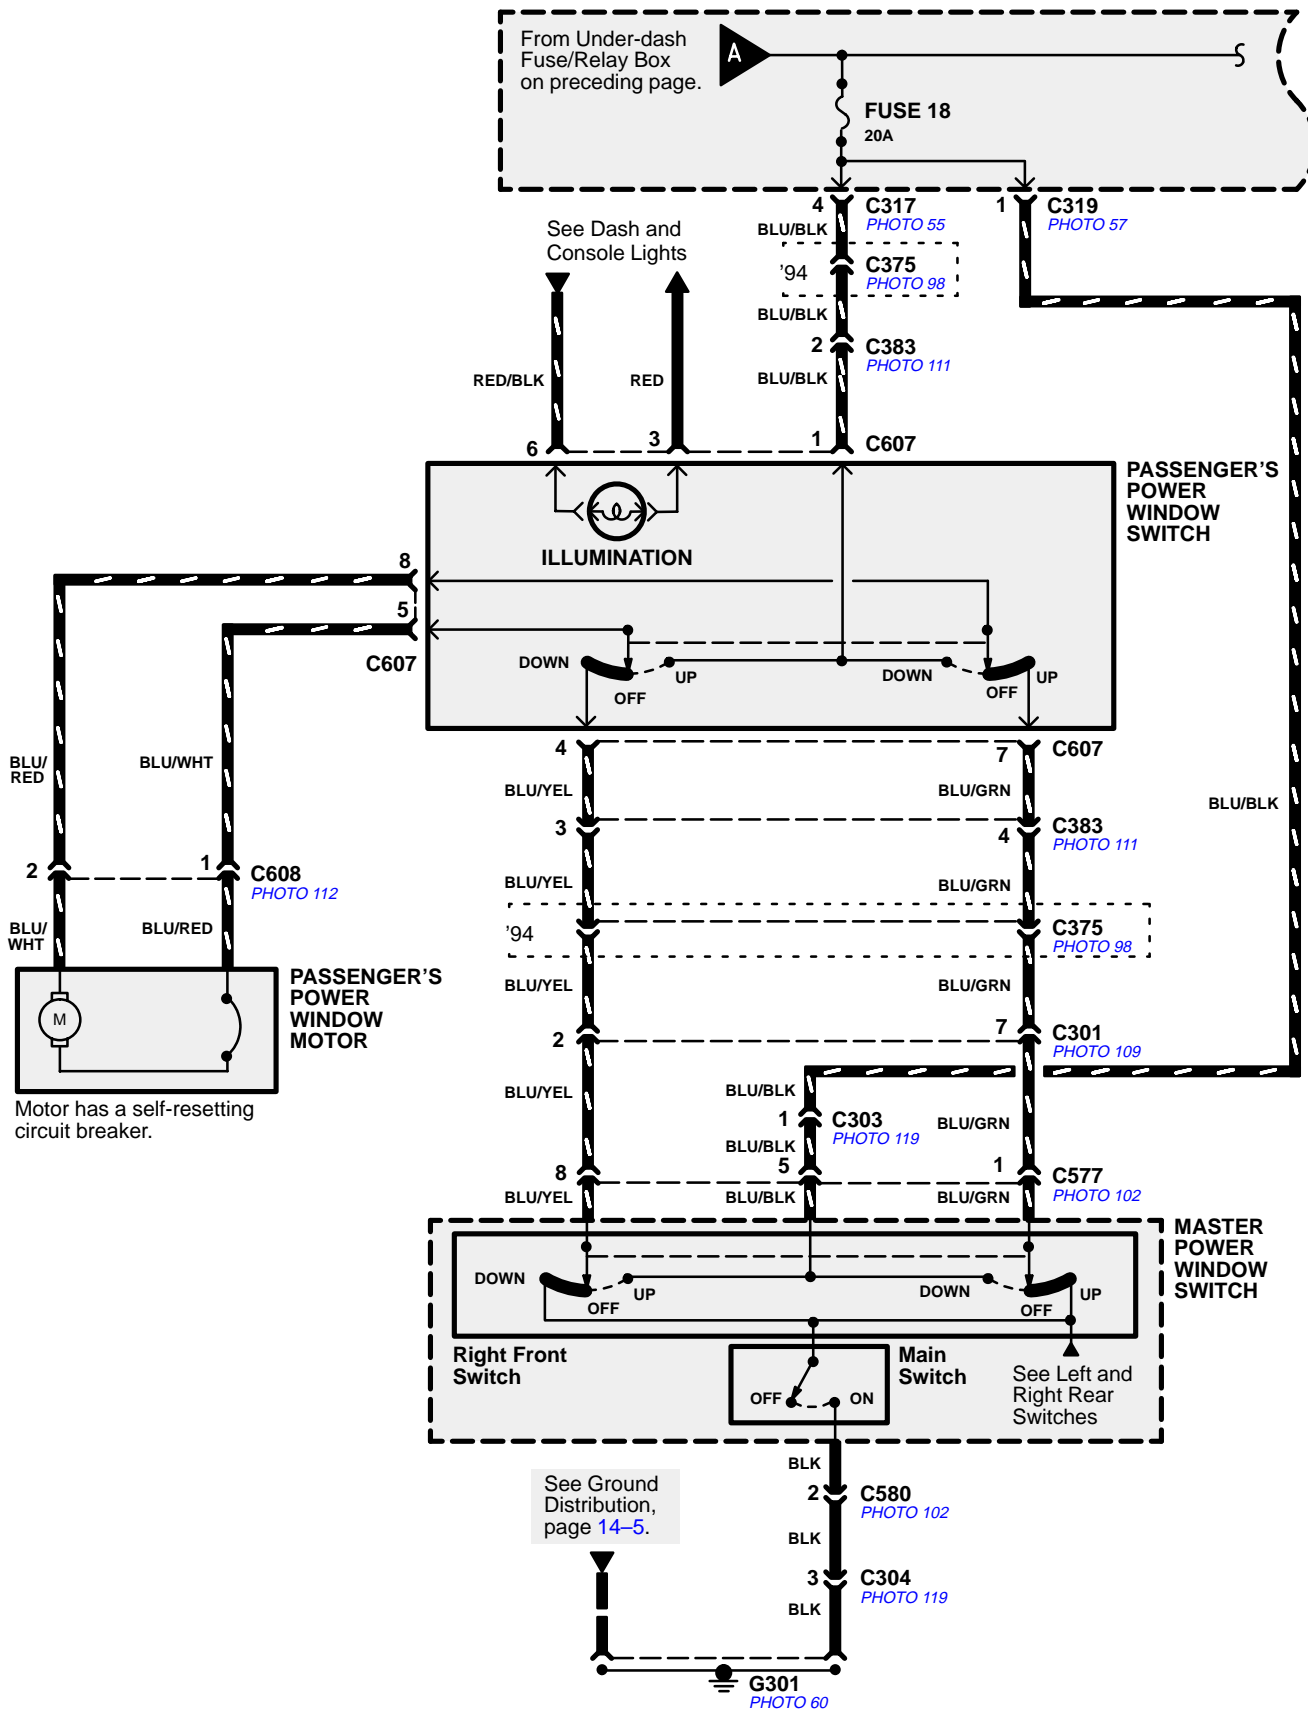 From Under-dash
Fuse/Relay Box
on preceding page.
A
FUSE 18
20A
4
C317
PHOTO 55
1
C319
PHOTO 57
BLU/BLK
See Dash and
Console Lights
'94
C375
PHOTO 98
BLU/BLK
2
C383
PHOTO 111
RED/BLK
RED
BLU/BLK
6
3
1
C607
PASSENGER'S
POWER
WINDOW
SWITCH
ILLUMINATION
8
5
C607
DOWN
OFF
UP
DOWN
OFF
UP
4
7
C607
BLU/
RED
BLU/WHT
BLU/YEL
BLU/GRN
BLU/BLK
3
4
C383
PHOTO 111
2
1
C608
PHOTO 112
BLU/YEL
BLU/GRN
BLU/
WHT
BLU/RED
'94
C375
PHOTO 98
PASSENGER'S
POWER
WINDOW
MOTOR
M
BLU/YEL
BLU/GRN
2
7
C301
PHOTO 109
Motor has a self-resetting
circuit breaker.
BLU/YEL
BLU/BLK
1
C303
PHOTO 119
BLU/GRN
BLU/BLK
8
5
1
C577
PHOTO 102
BLU/YEL
BLU/BLK
BLU/GRN
MASTER
POWER
WINDOW
SWITCH
DOWN
OFF
UP
DOWN
OFF
UP
Right Front
Switch
Main
Switch
OFF
ON
See Left and
Right Rear
Switches
BLK
See Ground
Distribution,
page 14–5.
2
C580
PHOTO 102
BLK
3
C304
PHOTO 119
BLK
G301
PHOTO 60